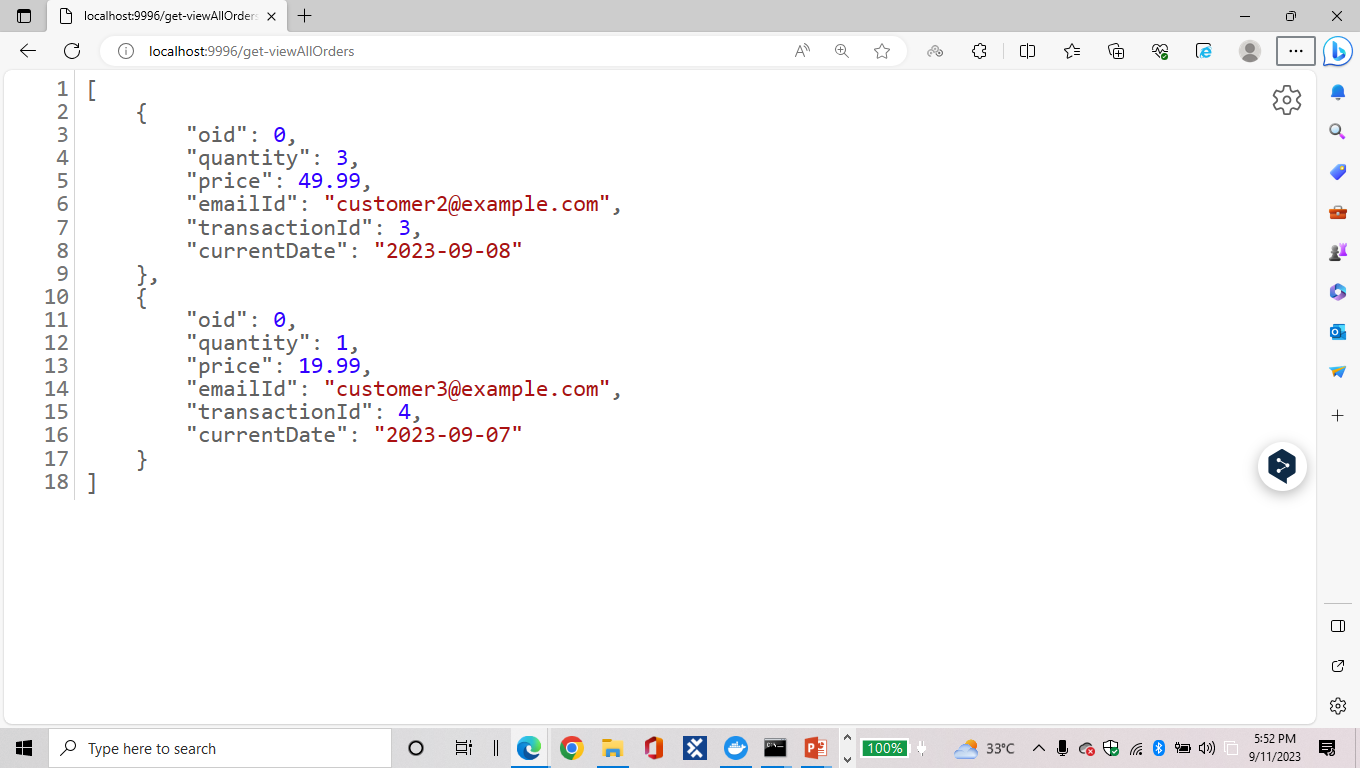 localhost:9996/get-viewAllOrders
localhost:9996/get-viewAllOrders
1 [
2     {
3         "oid": 0,
4         "quantity": 3,
5         "price": 49.99,
6         "emailId": "customer2@example.com",
7         "transactionId": 3,
8         "currentDate": "2023-09-08"
9     },
10     {
11         "oid": 0,
12         "quantity": 1,
13         "price": 19.99,
14         "emailId": "customer3@example.com",
15         "transactionId": 4,
16         "currentDate": "2023-09-07"
17     }
18 ]
Type here to search
100%
33°C
5:52 PM
9/11/2023